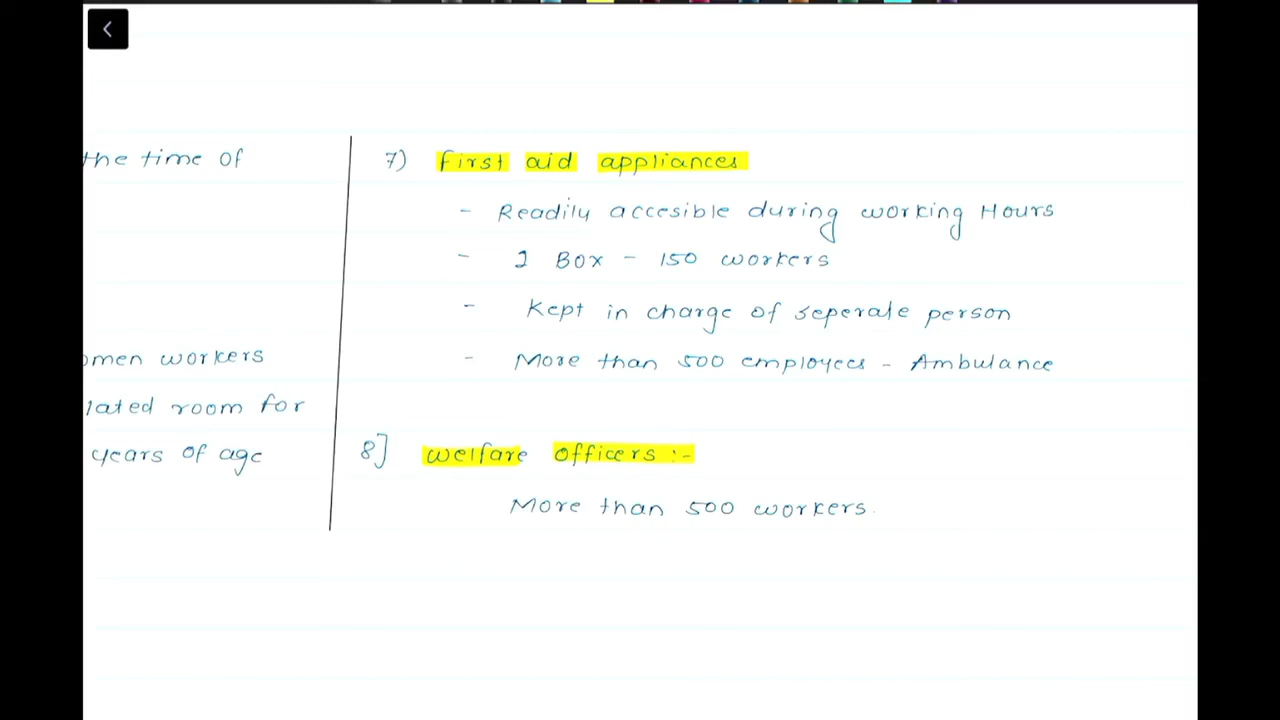 the time of
omen workers
lated room for
years of age
7) First aid appliances
- Readily accesible during working Hours
- 1 Box - 150 workers
- Kept in charge of seperate person
- More than 500 employees - Ambulance
8] welfare officers :-
More than 500 workers.